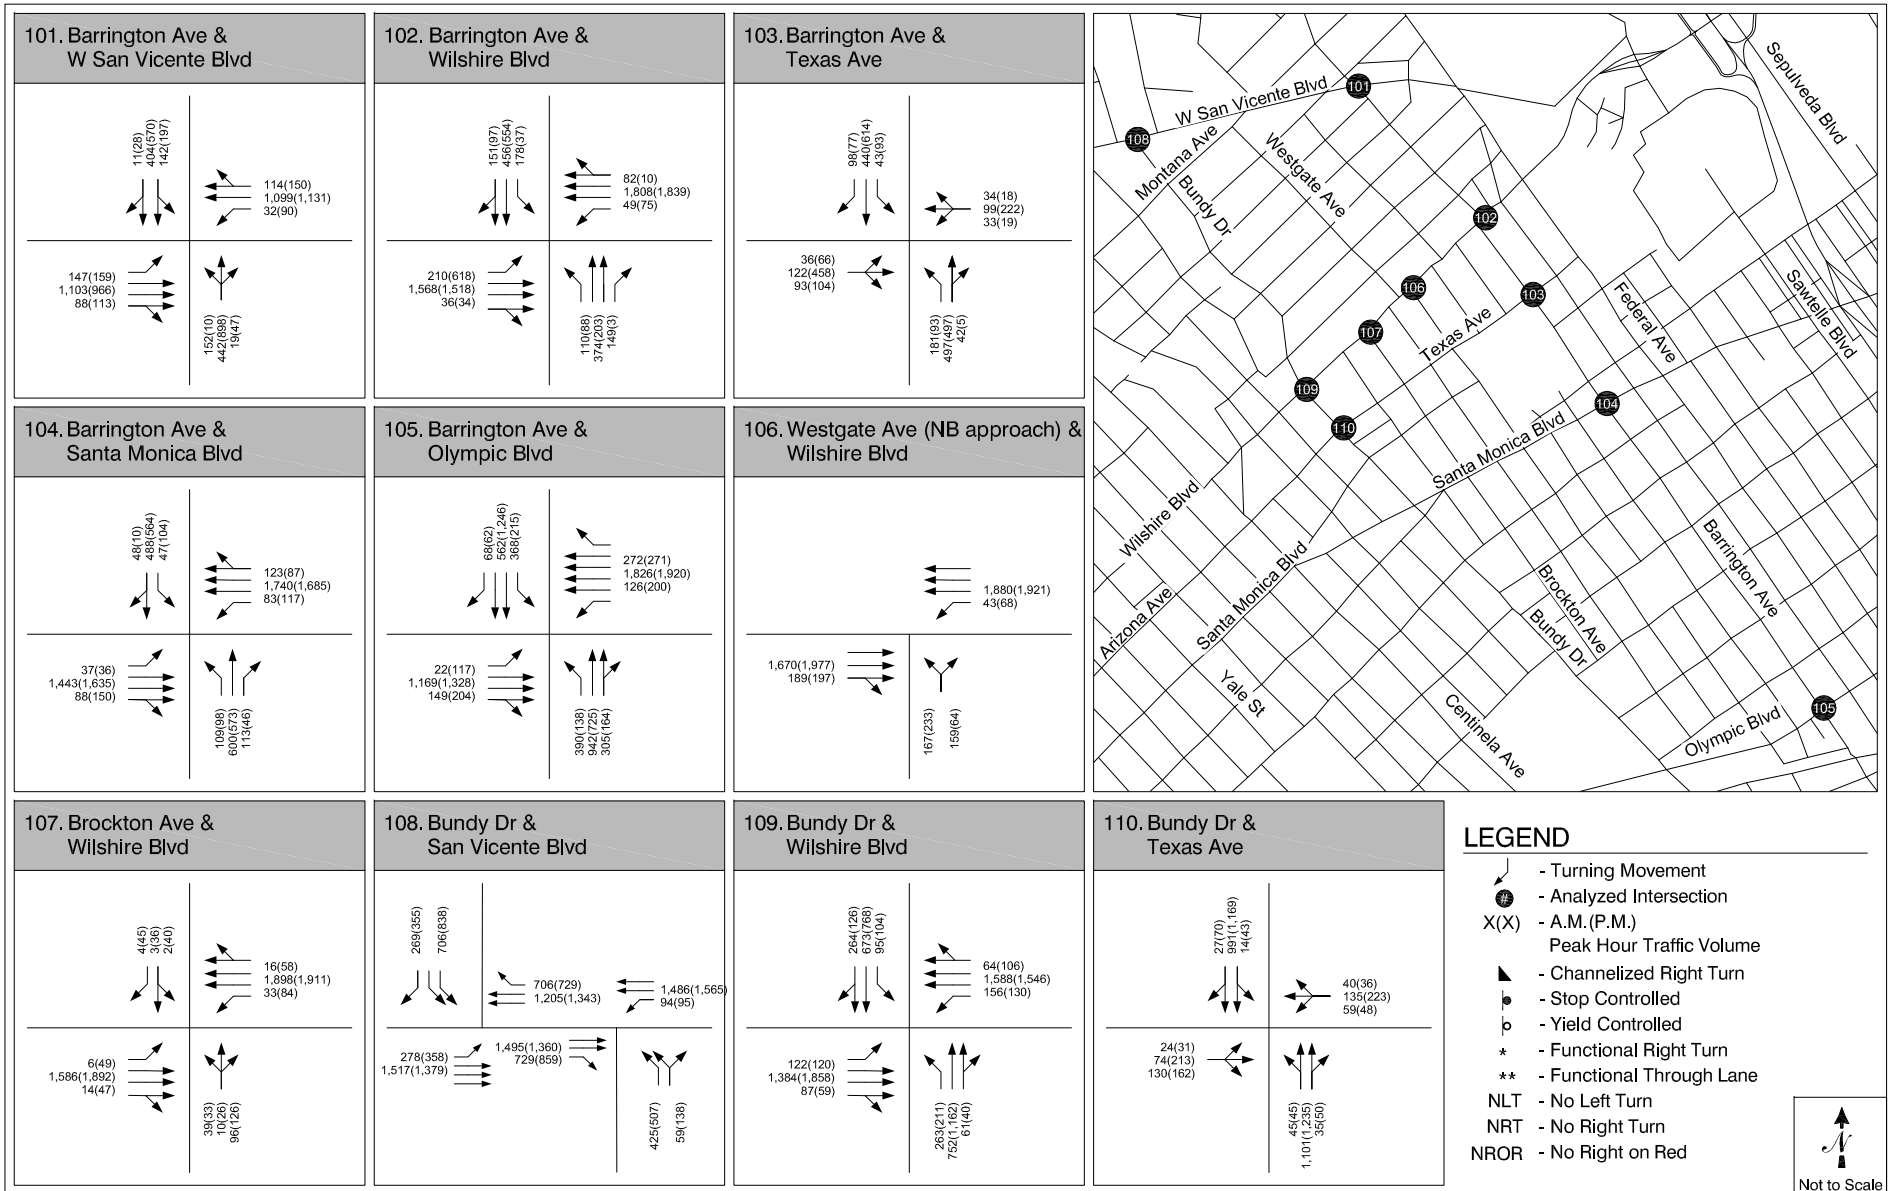 101. Barrington Ave &
W San Vicente Blvd
11(28)
404(570)
142(197)
114(150)
1,099(1,131)
32(90)
147(159)
1,103(966)
88(113)
152(10)
442(898)
19(47)
102. Barrington Ave &
Wilshire Blvd
151(97)
456(554)
178(37)
82(10)
1,808(1,839)
49(75)
210(618)
1,568(1,518)
36(34)
110(88)
374(203)
149(3)
103. Barrington Ave &
Texas Ave
98(77)
440(614)
43(93)
34(18)
99(222)
33(19)
36(66)
122(458)
93(104)
181(93)
497(497)
42(5)
104. Barrington Ave &
Santa Monica Blvd
48(10)
488(564)
47(104)
123(87)
1,740(1,685)
83(117)
37(36)
1,443(1,635)
88(150)
109(98)
600(573)
113(46)
105. Barrington Ave &
Olympic Blvd
68(62)
562(1,246)
368(215)
272(271)
1,826(1,920)
126(200)
22(117)
1,169(1,328)
149(204)
390(138)
942(725)
305(164)
106. Westgate Ave (NB approach) &
Wilshire Blvd
1,880(1,921)
43(68)
1,670(1,977)
189(197)
167(233)
159(64)
107. Brockton Ave &
Wilshire Blvd
4(45)
3(36)
2(40)
16(58)
1,898(1,911)
33(84)
6(49)
1,586(1,892)
14(47)
39(33)
10(26)
96(126)
108. Bundy Dr &
San Vicente Blvd
269(355)
706(838)
706(729)
1,205(1,343)
1,486(1,565)
94(95)
278(358)
1,517(1,379)
1,495(1,360)
729(859)
425(507)
59(138)
109. Bundy Dr &
Wilshire Blvd
264(126)
673(768)
95(104)
64(106)
1,588(1,546)
156(130)
122(120)
1,384(1,858)
87(59)
263(211)
752(1,162)
61(40)
110. Bundy Dr &
Texas Ave
27(70)
991(1,169)
14(43)
40(36)
135(223)
59(48)
24(31)
74(213)
130(162)
45(45)
1,101(1,235)
35(50)
Sepulveda Blvd
W San Vicente Blvd
101
108
Montana Ave
Westgate Ave
Bundy Dr
102
106
103
107
Texas Ave
Federal Ave
Sawtelle Blvd
109
110
104
Santa Monica Blvd
Wilshire Blvd
Arizona Ave
Santa Monica Blvd
Yale St
Brockton Ave
Bundy Dr
Barrington Ave
Centinela Ave
Olympic Blvd
105
LEGEND
- Turning Movement
# - Analyzed Intersection
X(X) - A.M.(P.M.)
Peak Hour Traffic Volume
- Channelized Right Turn
- Stop Controlled
- Yield Controlled
* - Functional Right Turn
** - Functional Through Lane
NLT - No Left Turn
NRT - No Right Turn
NROR - No Right on Red
N
Not to Scale